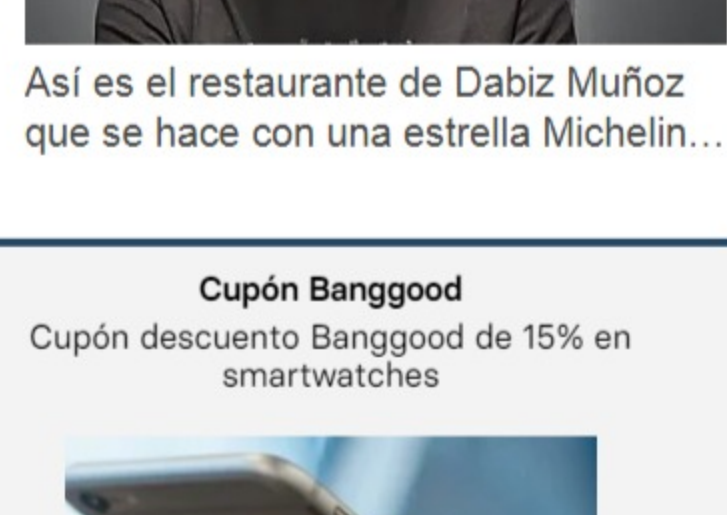 Así es el restaurante de Dabiz Muñoz
que se hace con una estrella Michelin...
Cupón Banggood
Cupón descuento Banggood de 15% en
smartwatches